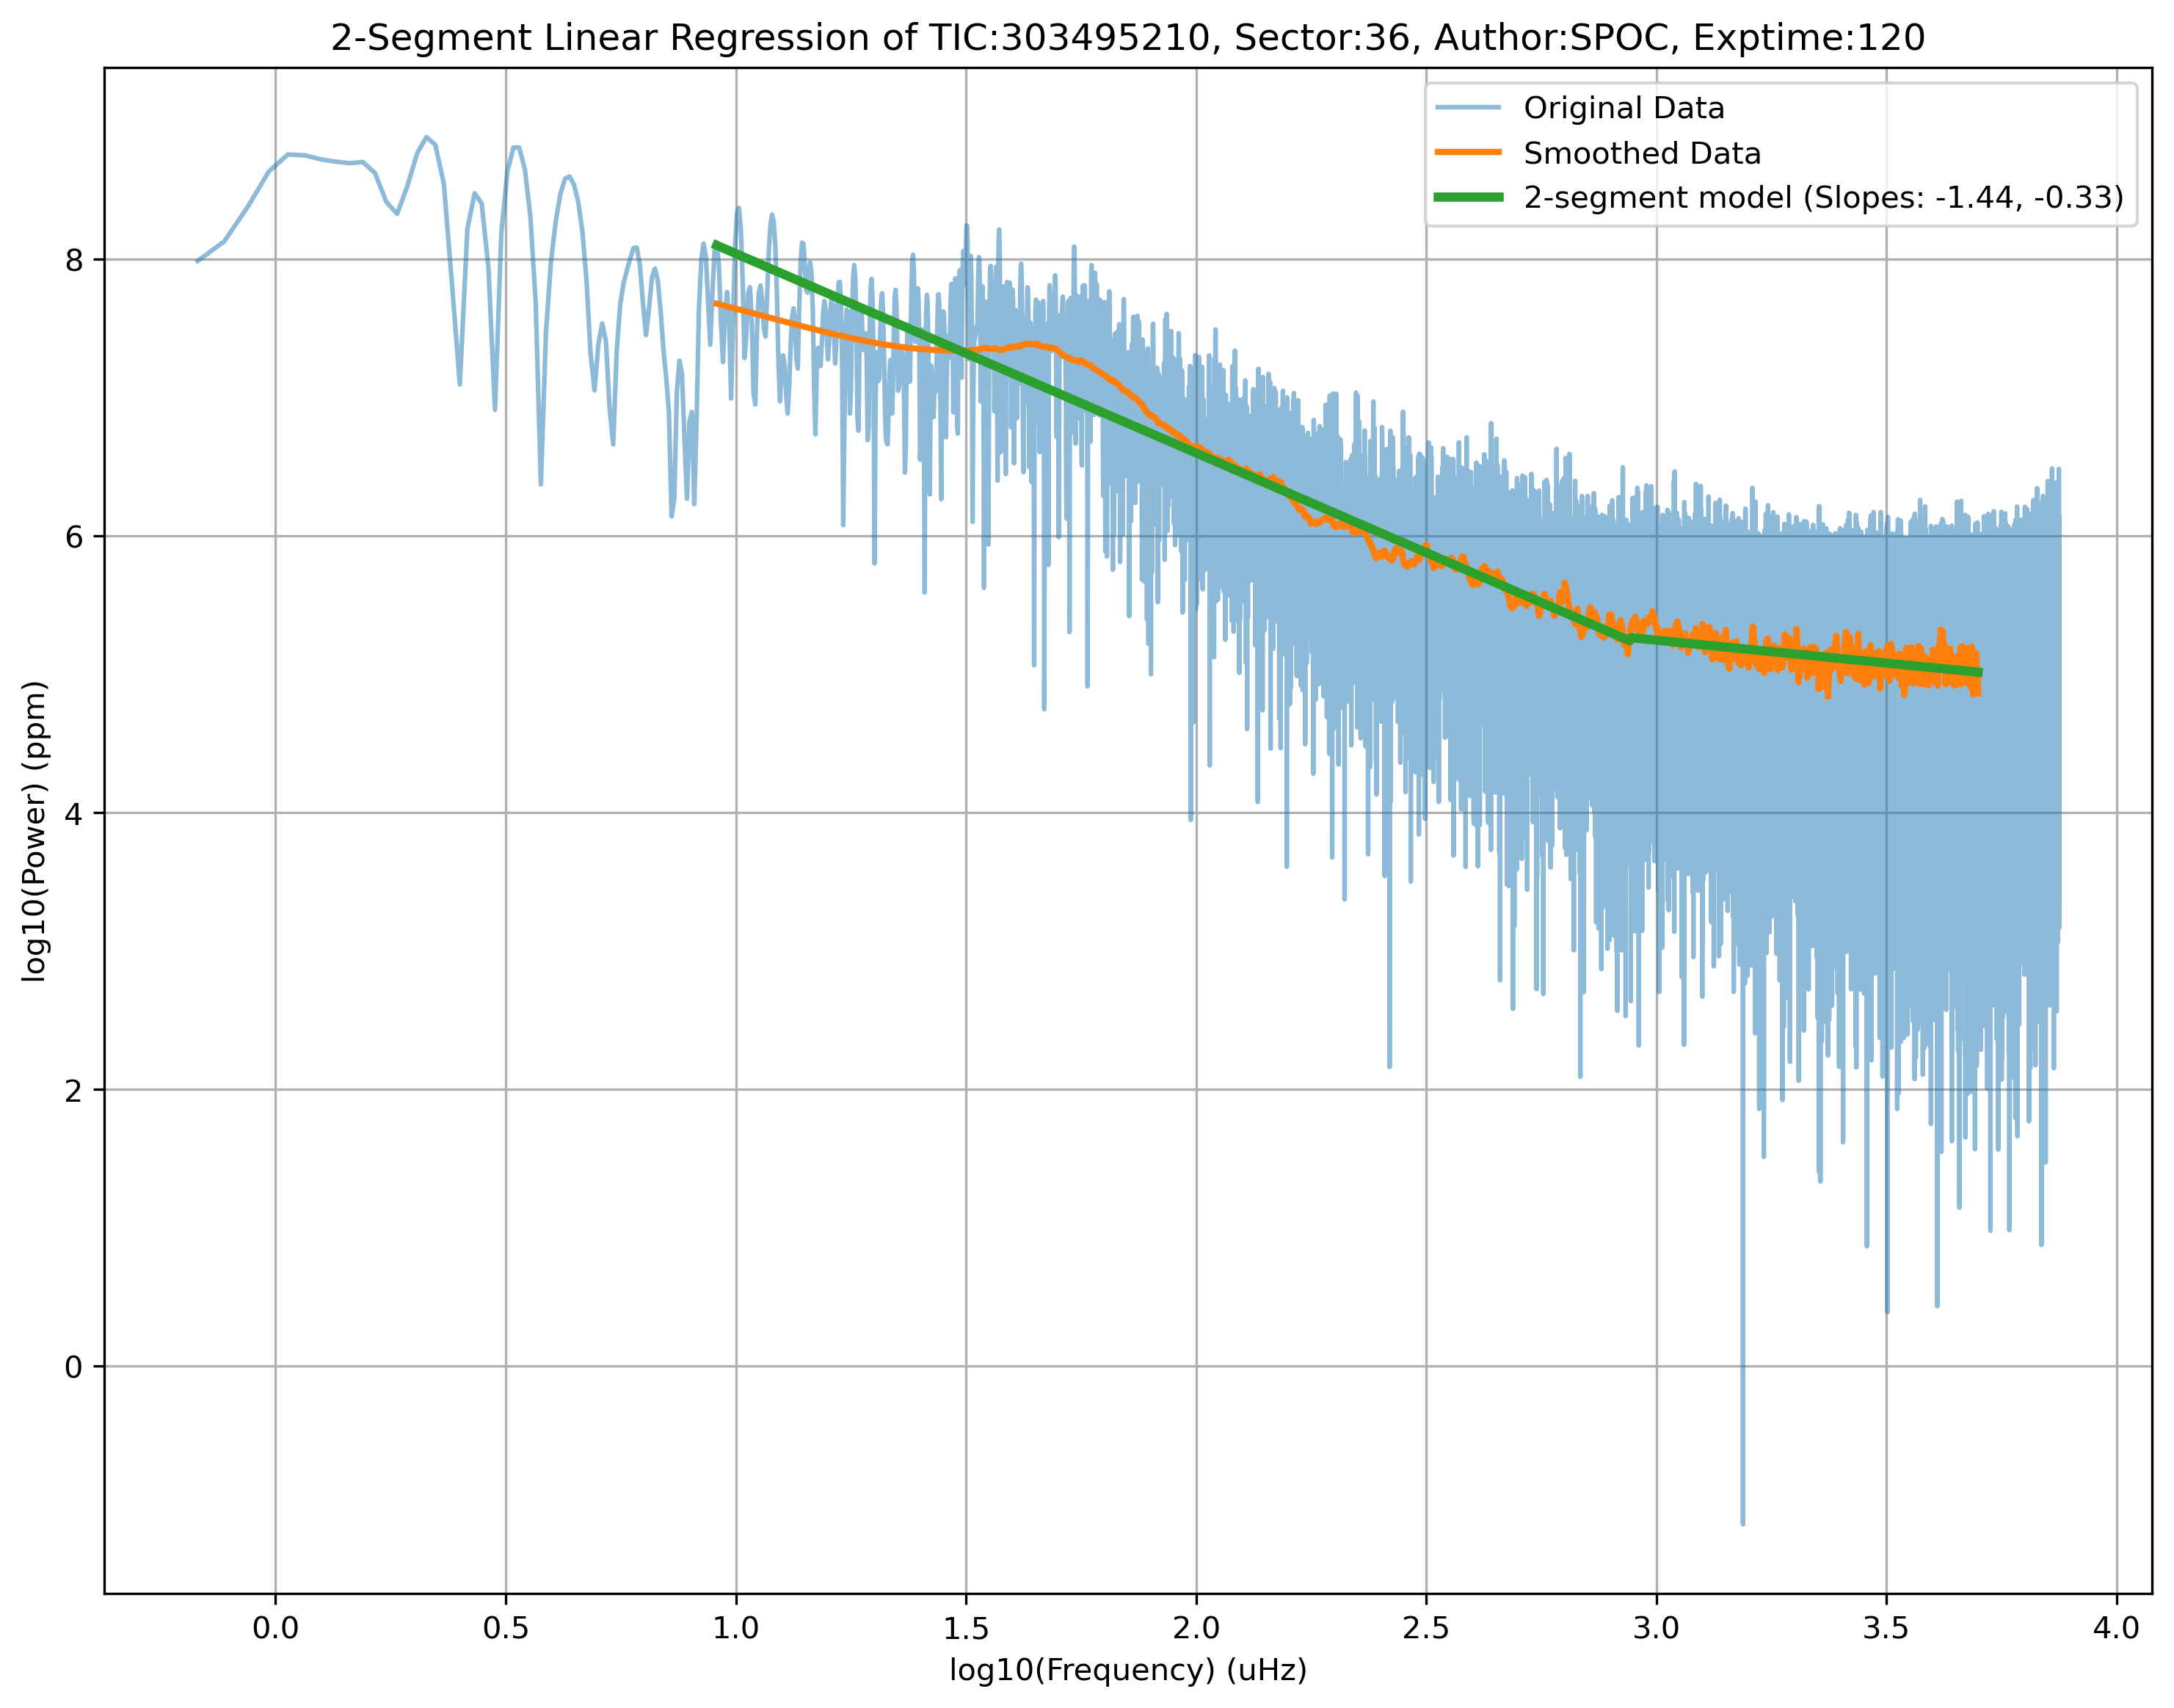 2-Segment Linear Regression of TIC:303495210, Sector:36, Author:SPOC, Exptime:120
Original Data
Smoothed Data
2-segment model (Slopes: -1.44, -0.33)
log10(Power) (ppm)
8
6
4
2
0
0.0 0.5 1.0 1.5 2.0 2.5 3.0 3.5 4.0
log10(Frequency) (uHz)